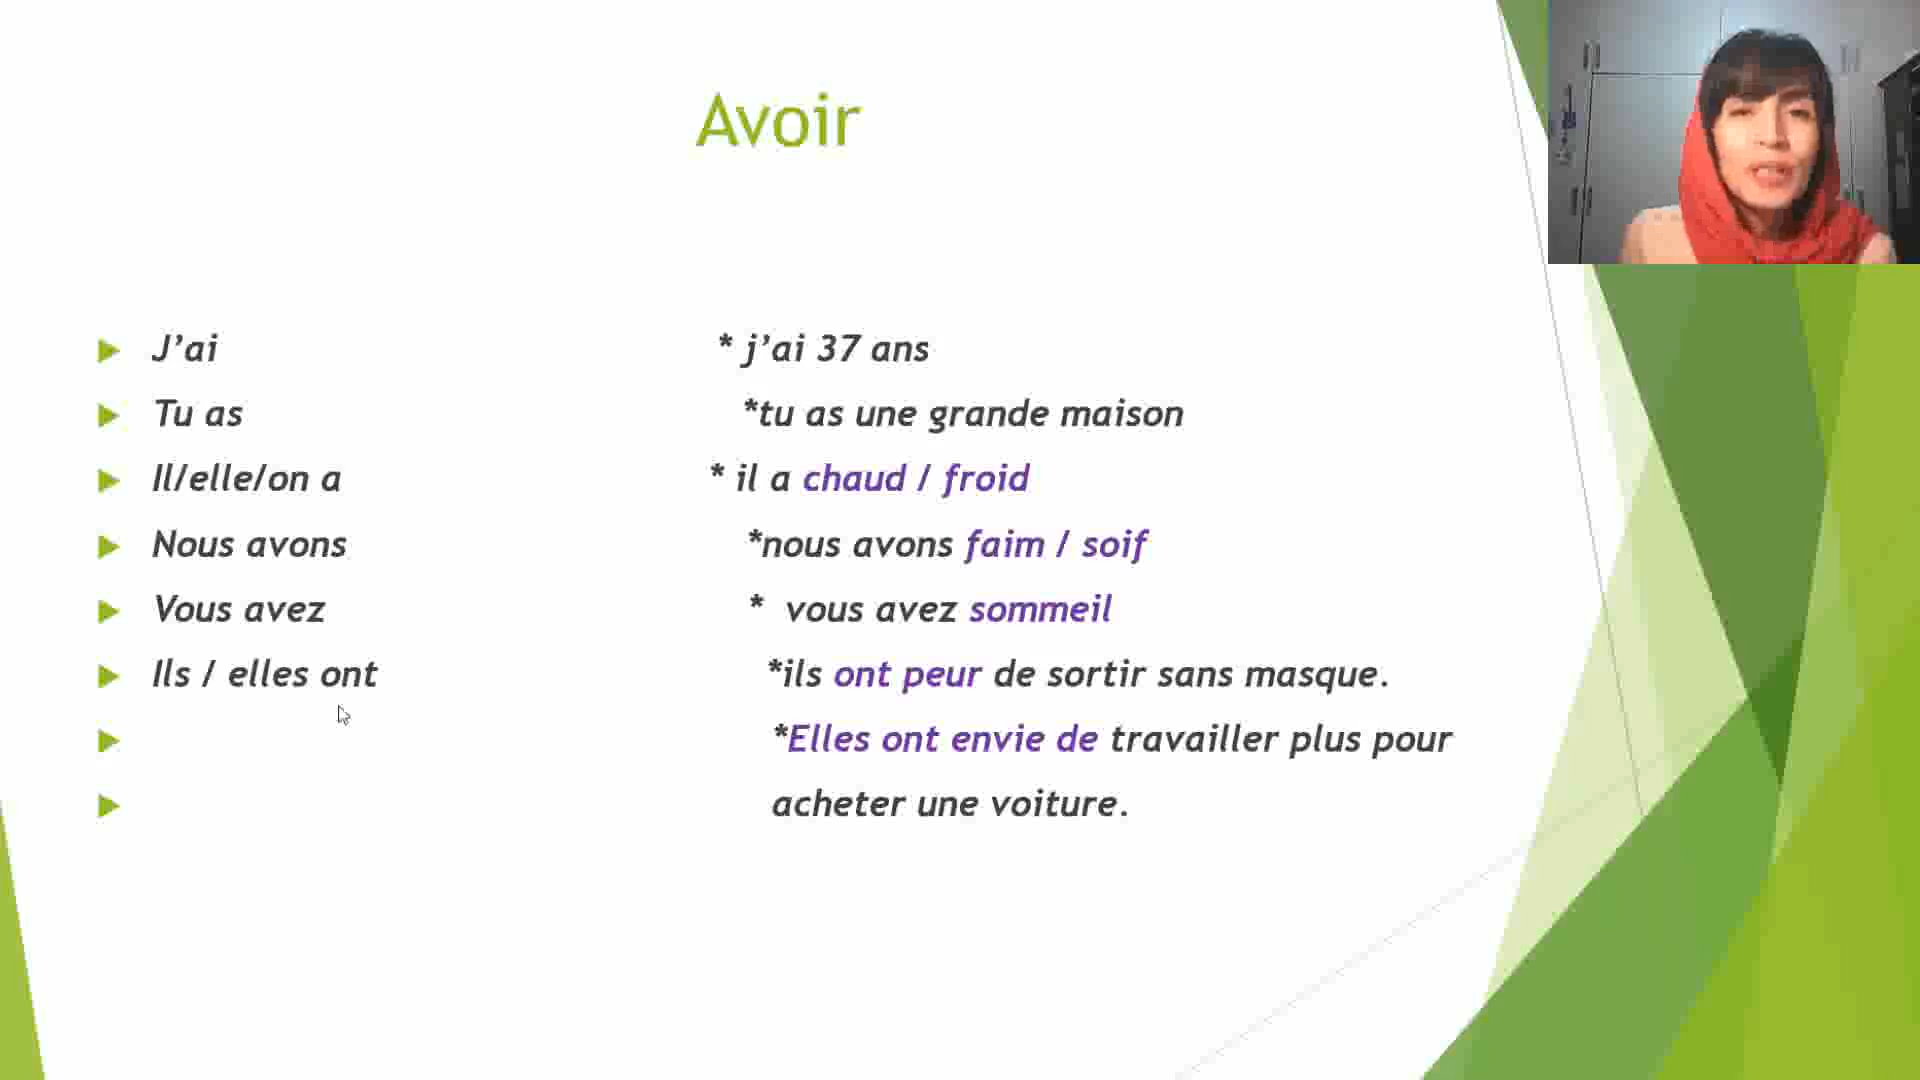 Avoir
J’ai * j’ai 37 ans
Tu as *tu as une grande maison
Il/elle/on a * il a chaud / froid
Nous avons *nous avons faim / soif
Vous avez * vous avez sommeil
Ils / elles ont *ils ont peur de sortir sans masque.
*Elles ont envie de travailler plus pour
acheter une voiture.